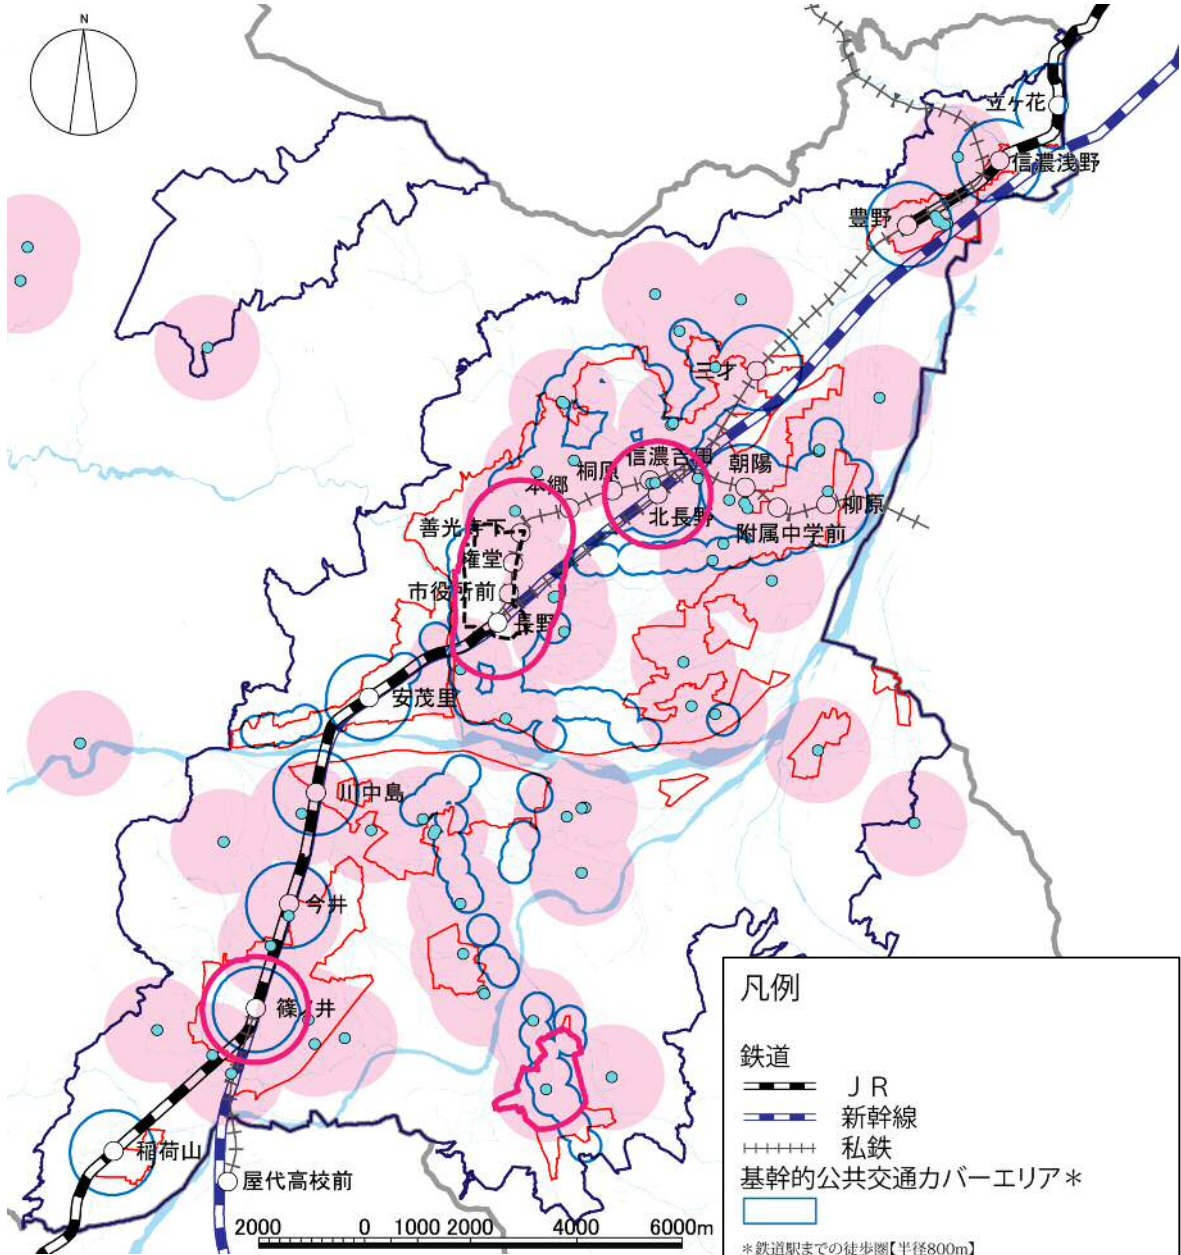 N
立ヶ花
信濃浅野
豊野
三才
信濃吉田
朝陽
桐原
本郷
柳原
北長野
附属中学前
善光寺下
権堂
市役所前
長野
安茂里
川中島
今井
篠ノ井
稲荷山
屋代高校前
2000 0 1000 2000 4000 6000m
凡例
鉄道
ＪＲ
新幹線
私鉄
基幹的公共交通カバーエリア＊
＊鉄道駅までの徒歩圏【半径800m】